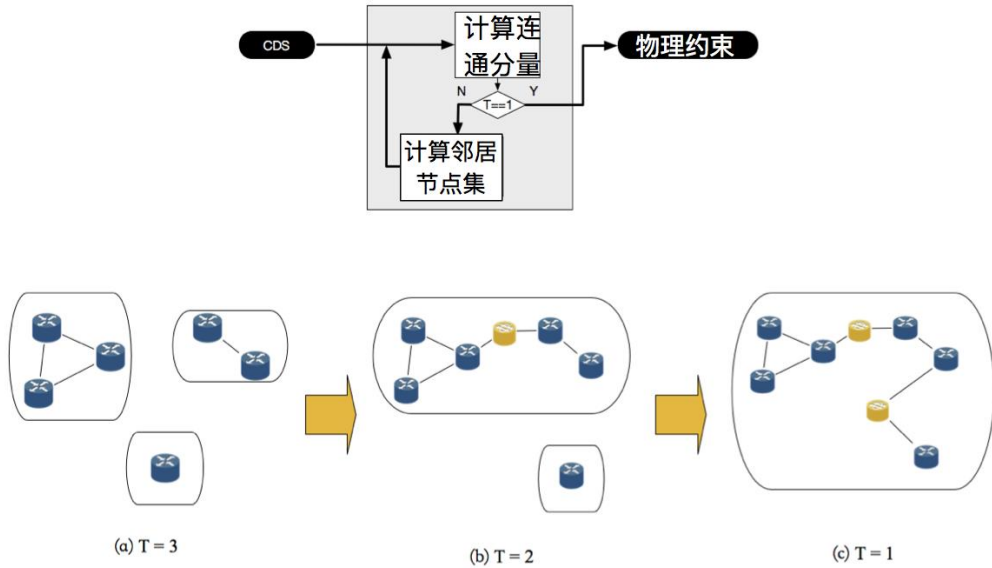 CDS
计算连
通分量
物理约束
N
Y
T==1
计算邻居
节点集
(a) T = 3
(b) T = 2
(c) T = 1